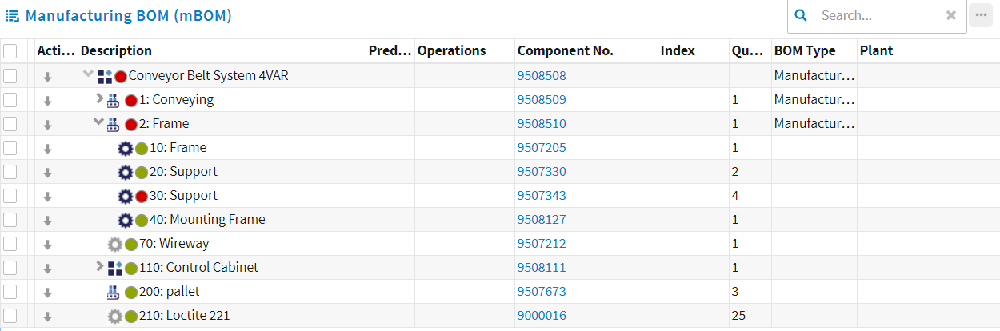 Manufacturing BOM (mBOM)
Search...
Acti... Description Pred... Operations Component No. Index Qu... BOM Type Plant
Conveyor Belt System 4VAR 9508508 Manufactur...
1: Conveying 9508509 1 Manufactur...
2: Frame 9508510 1 Manufactur...
10: Frame 9507205 1
20: Support 9507330 2
30: Support 9507343 4
40: Mounting Frame 9508127 1
70: Wireway 9507212 1
110: Control Cabinet 9508111 1
200: pallet 9507673 3
210: Loctite 221 9000016 25